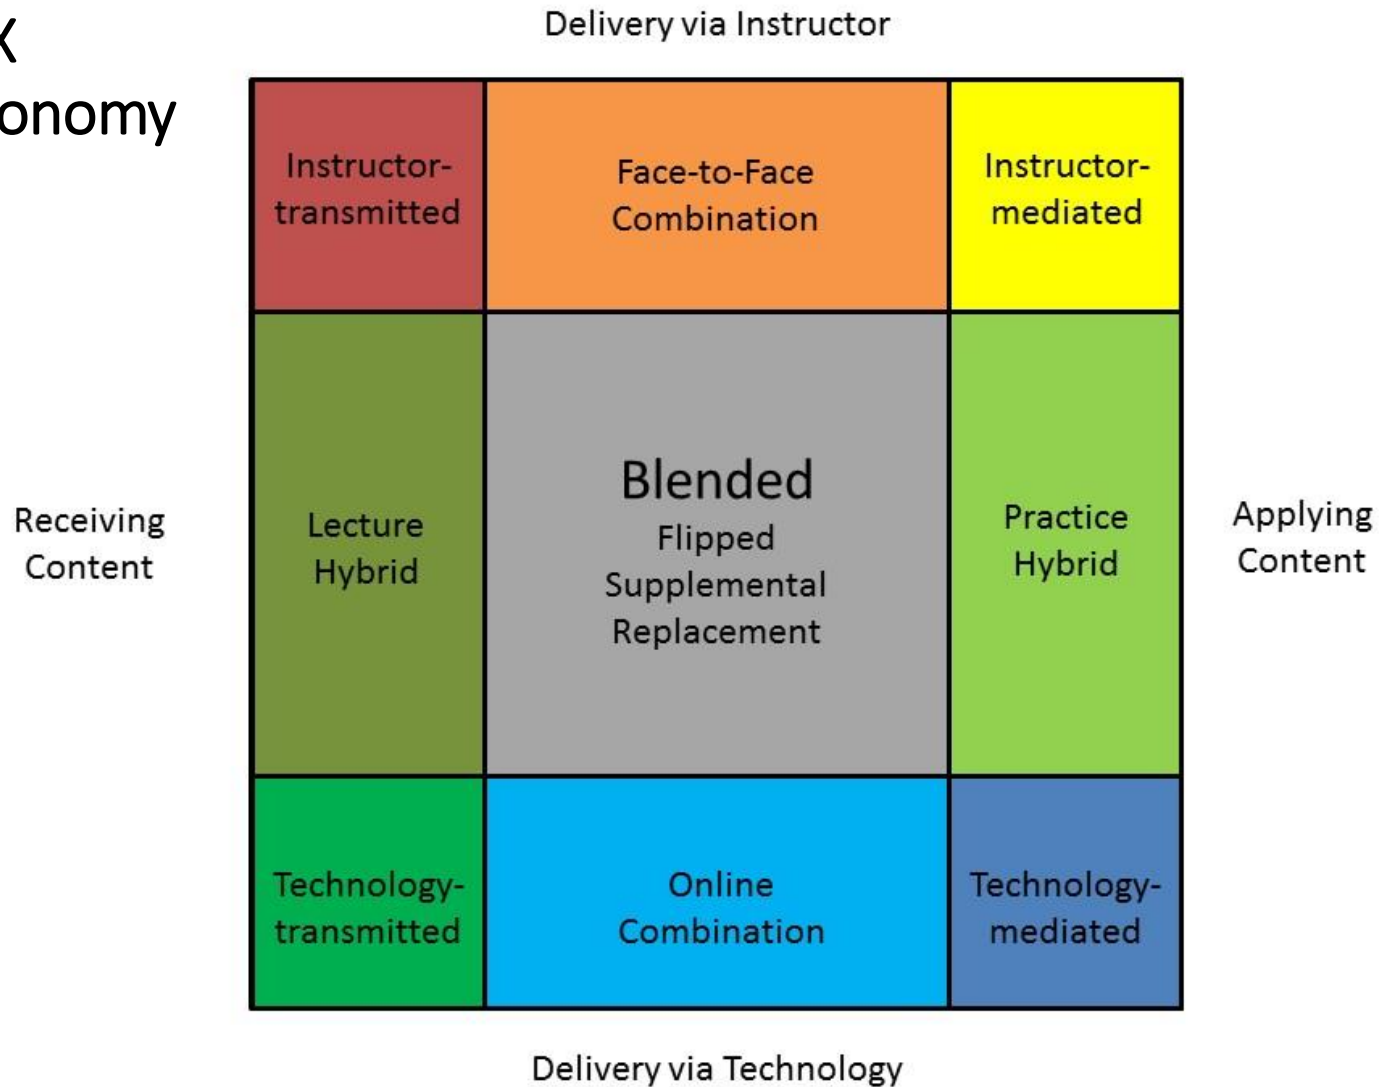 Delivery via Instructor
X
onomy
Instructor-
transmitted
Face-to-Face
Combination
Instructor-
mediated
Receiving
Content
Lecture
Hybrid
Blended
Flipped
Supplemental
Replacement
Practice
Hybrid
Applying
Content
Technology-
transmitted
Online
Combination
Technology-
mediated
Delivery via Technology